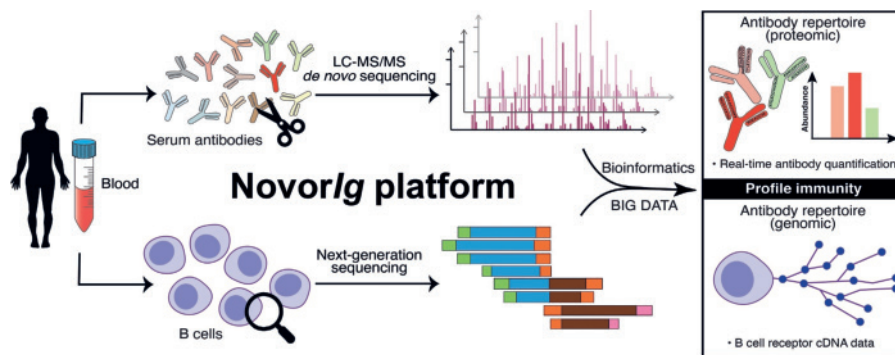 LC-MS/MS
de novo sequencing
Serum antibodies
Blood
NovorIg platform
Next-generation
sequencing
B cells
Bioinformatics
BIG DATA
Antibody repertoire
(proteomic)
Abundance
• Real-time antibody quantification
Profile immunity
Antibody repertoire
(genomic)
• B cell receptor cDNA data